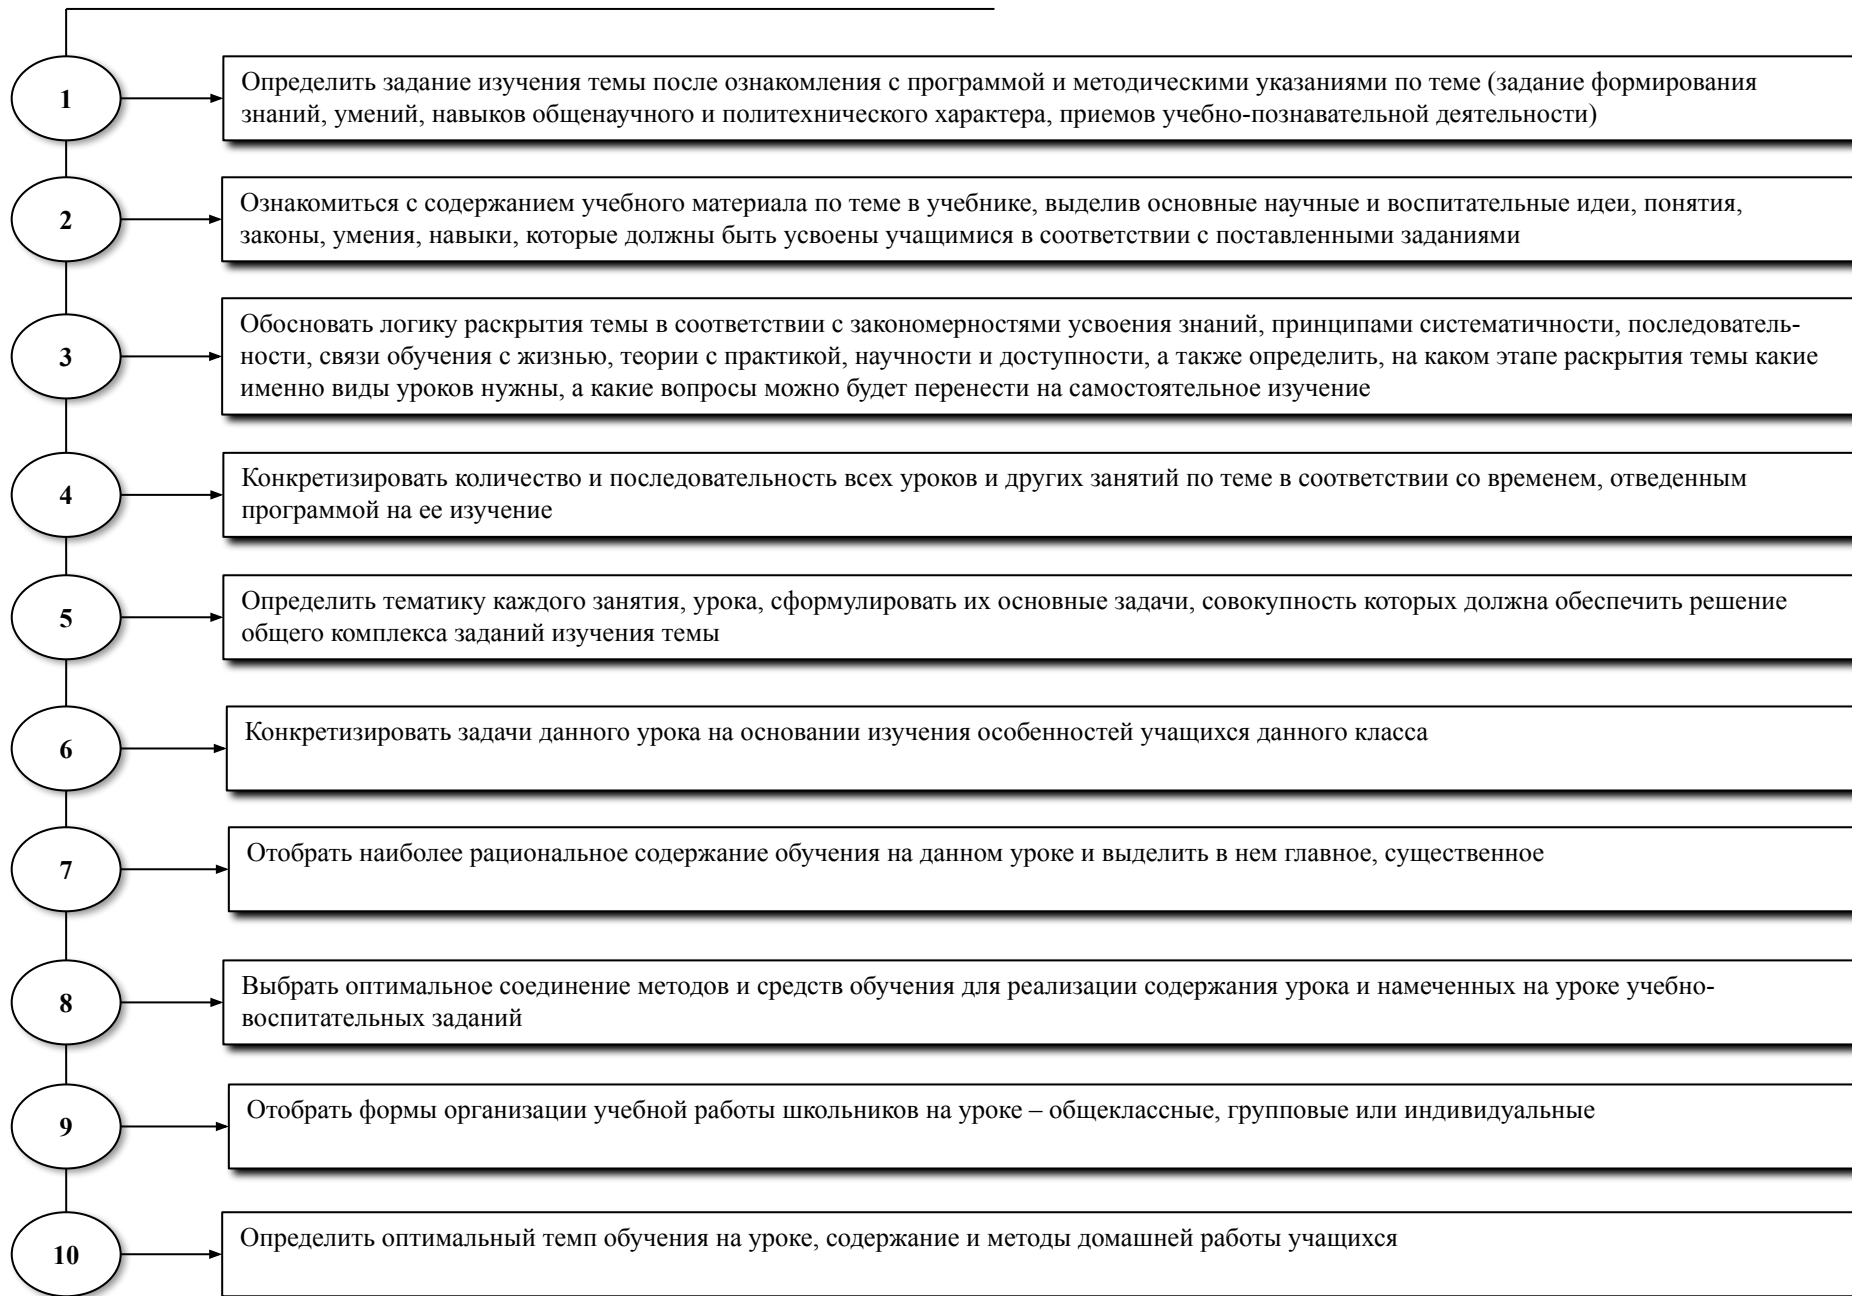 1
Определить задание изучения темы после ознакомления с программой и методическими указаниями по теме (задание формирования
знаний, умений, навыков общенаучного и политехнического характера, приемов учебно-познавательной деятельности)
2
Ознакомиться с содержанием учебного материала по теме в учебнике, выделив основные научные и воспитательные идеи, понятия,
законы, умения, навыки, которые должны быть усвоены учащимися в соответствии с поставленными заданиями
3
Обосновать логику раскрытия темы в соответствии с закономерностями усвоения знаний, принципами систематичности, последователь-
ности, связи обучения с жизнью, теории с практикой, научности и доступности, а также определить, на каком этапе раскрытия темы какие
именно виды уроков нужны, а какие вопросы можно будет перенести на самостоятельное изучение
4
Конкретизировать количество и последовательность всех уроков и других занятий по теме в соответствии со временем, отведенным
программой на ее изучение
5
Определить тематику каждого занятия, урока, сформулировать их основные задачи, совокупность которых должна обеспечить решение
общего комплекса заданий изучения темы
6
Конкретизировать задачи данного урока на основании изучения особенностей учащихся данного класса
7
Отобрать наиболее рациональное содержание обучения на данном уроке и выделить в нем главное, существенное
8
Выбрать оптимальное соединение методов и средств обучения для реализации содержания урока и намеченных на уроке учебно-
воспитательных заданий
9
Отобрать формы организации учебной работы школьников на уроке – общеклассные, групповые или индивидуальные
10
Определить оптимальный темп обучения на уроке, содержание и методы домашней работы учащихся